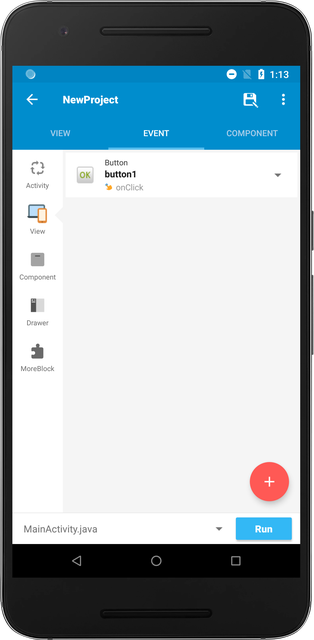 1:13
NewProject
VIEW
EVENT
COMPONENT
Activity
View
Component
Drawer
MoreBlock
Button
OK
button1
onClick
+
MainActivity.java
Run